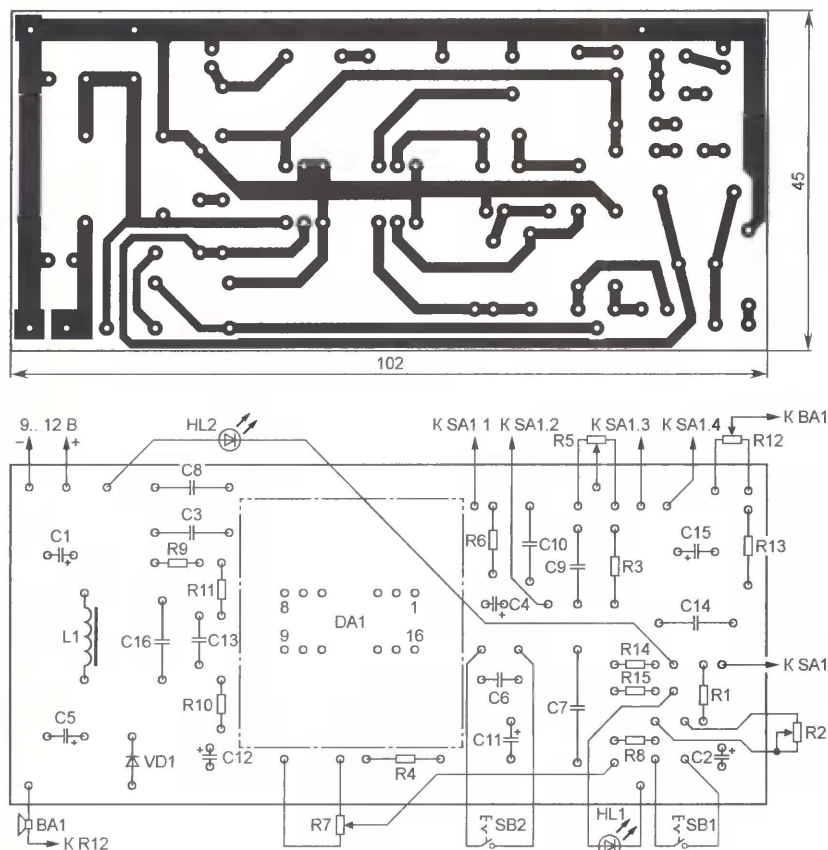 45
102
9.. 12 В
− +
HL2
К SA1 1 К SA1.2
R5
К SA1.3 К SA1.4
К BA1
R12
C8
C3
C1
R9
R11
R6
C10
C9
R3
C15
R13
C4
C14
8 1
DA1
9 16
L1
C16
C13
R10
R14
R15
К SA1
R1
C6
C7
C5
VD1
C12
R4
C11
R8
C2
R2
BA1
К R12
R7
SB2
HL1
SB1